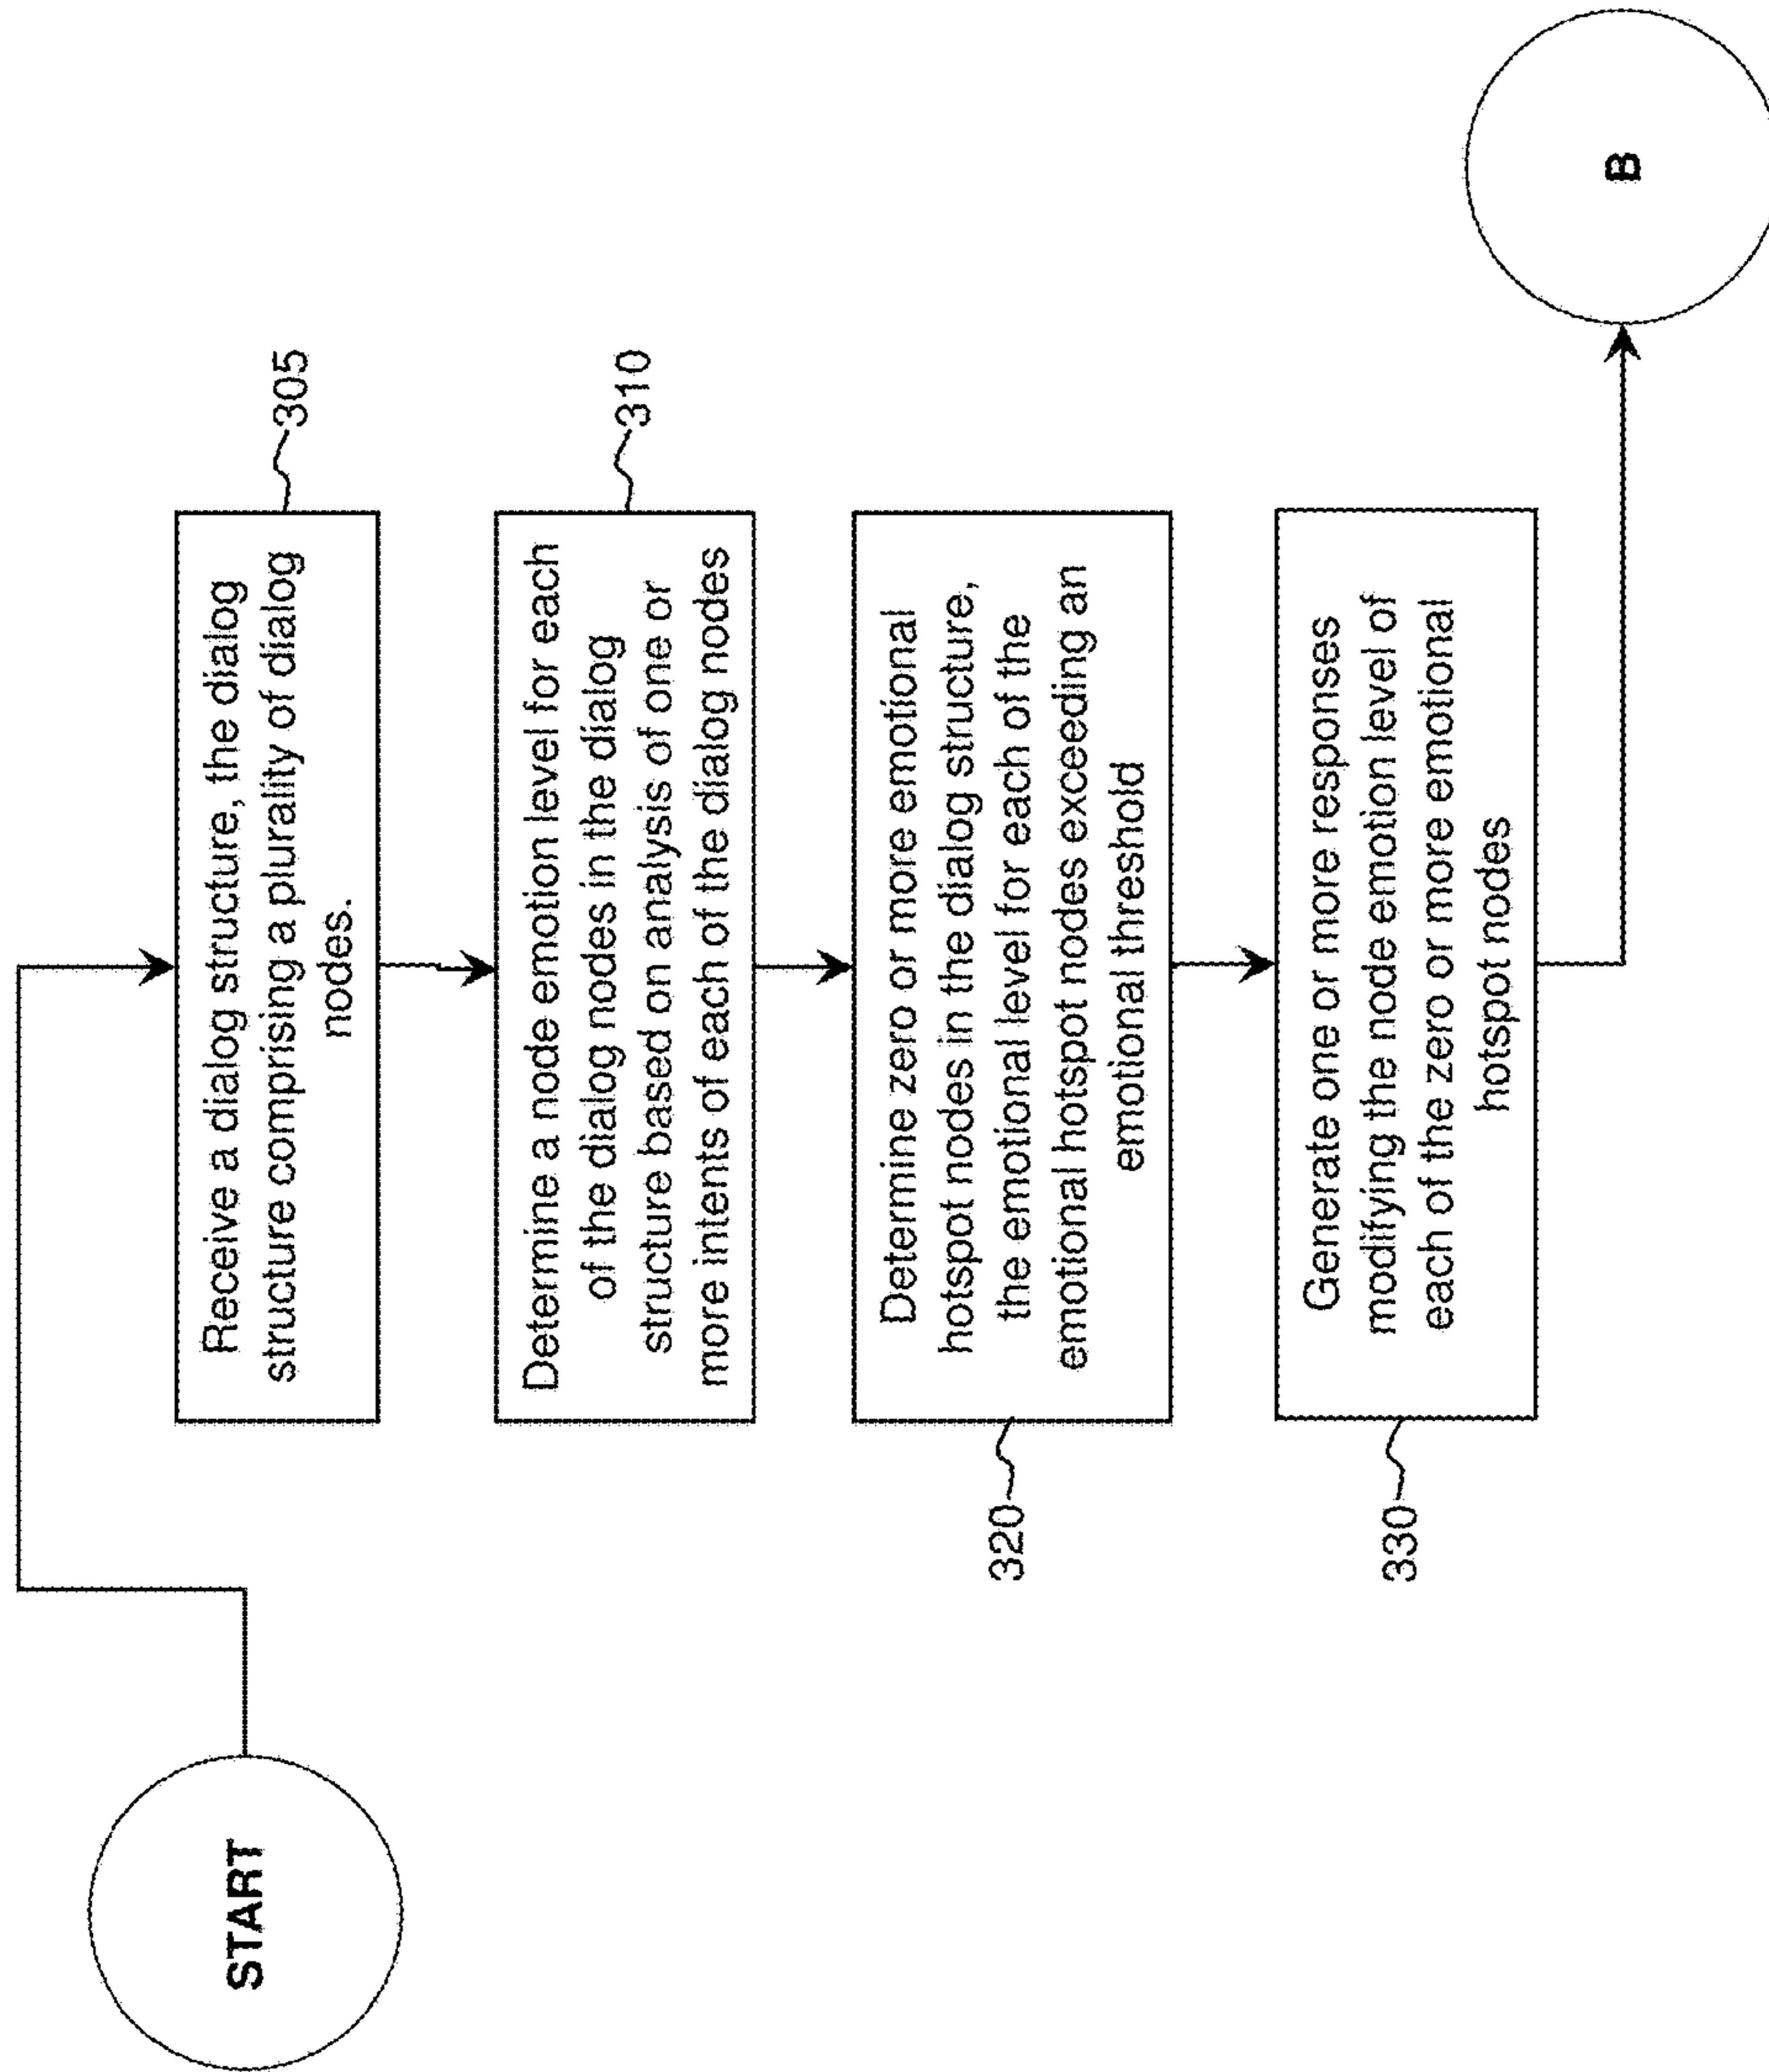 START
Receive a dialog structure, the dialog
structure comprising a plurality of dialog
nodes.
305
Determine a node emotion level for each
of the dialog nodes in the dialog
structure based on analysis of one or
more intents of each of the dialog nodes
310
Determine zero or more emotional
hotspot nodes in the dialog structure,
the emotional level for each of the
emotional hotspot nodes exceeding an
emotional threshold
320
Generate one or more responses
modifying the node emotion level of
each of the zero or more emotional
hotspot nodes
330
B